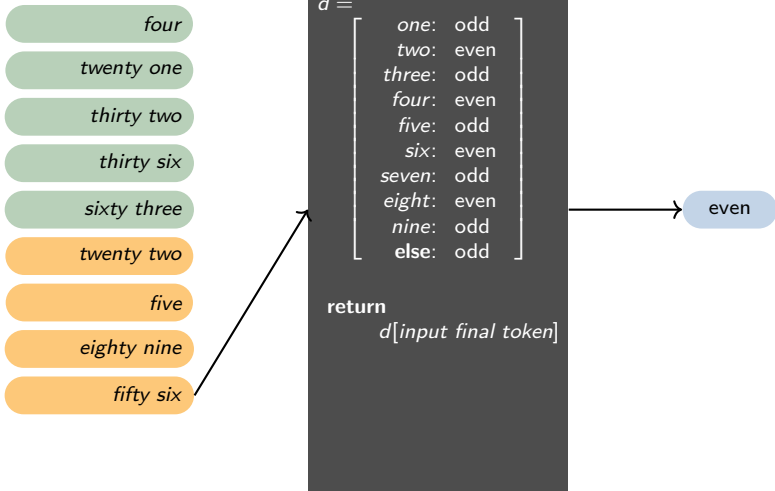 four
twenty one
thirty two
thirty six
sixty three
twenty two
five
eighty nine
fifty six
d =
one: odd
two: even
three: odd
four: even
five: odd
six: even
seven: odd
eight: even
nine: odd
else: odd
return
d[input final token]
even